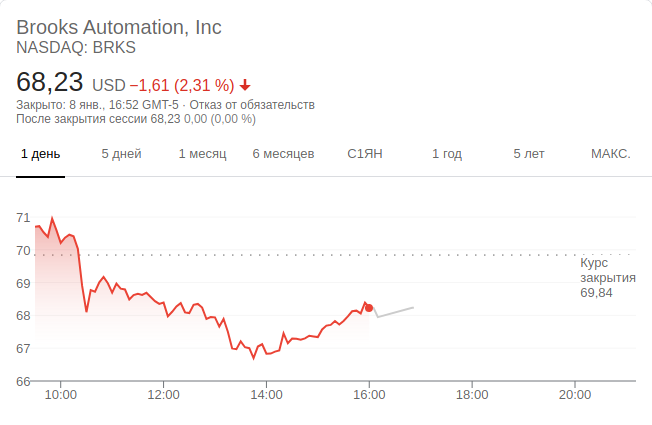 Brooks Automation, Inc
NASDAQ: BRKS
68,23 USD −1,61 (2,31 %)
Закрыто: 8 янв., 16:52 GMT-5 · Отказ от обязательств
После закрытия сессии 68,23 0,00 (0,00 %)
1 день 5 дней 1 месяц 6 месяцев С1ЯН 1 год 5 лет МАКС.
71
70
Курс
закрытия
69,84
69
68
67
66
10:00 12:00 14:00 16:00 18:00 20:00